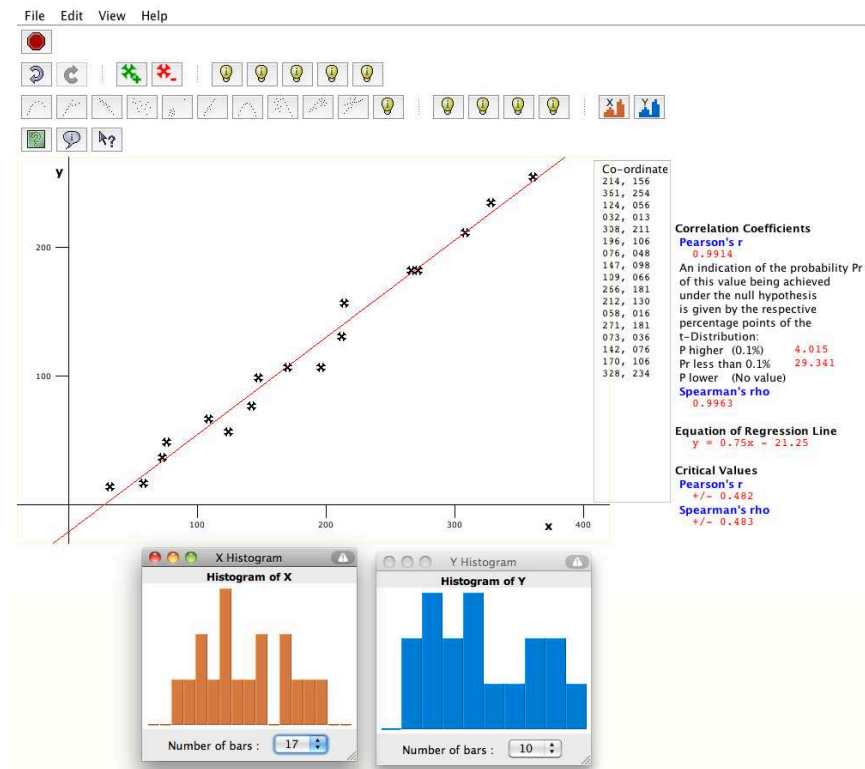 File Edit View Help
y
200
100
100
200
300
x
400
Co-ordinate
214, 156
361, 254
124, 056
032, 013
308, 211
196, 106
076, 048
147, 098
109, 066
266, 181
212, 130
058, 016
271, 181
073, 036
142, 076
170, 106
328, 234
Correlation Coefficients
Pearson's r
0.9914
An indication of the probability Pr
of this value being achieved
under the null hypothesis
is given by the respective
percentage points of the
t-Distribution:
P higher (0.1%) 4.015
Pr less than 0.1% 29.341
P lower (No value)
Spearman's rho
0.9963
Equation of Regression Line
y = 0.75x - 21.25
Critical Values
Pearson's r
+/- 0.482
Spearman's rho
+/- 0.483
X Histogram
Histogram of X
Number of bars : 17
Y Histogram
Histogram of Y
Number of bars : 10